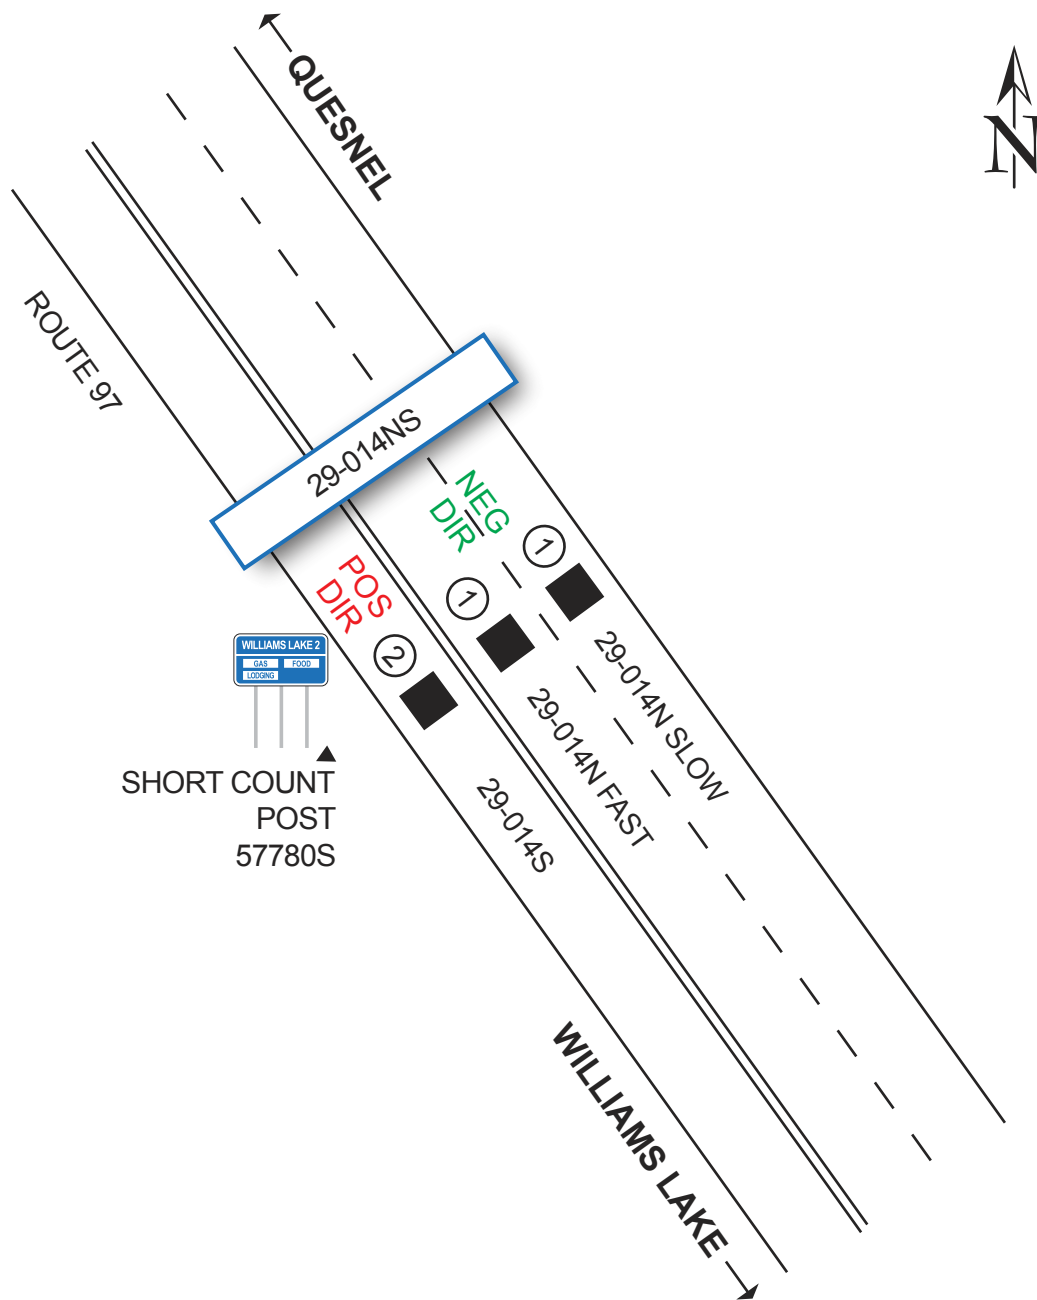 QUESNEL
N
ROUTE 97
29-014NS
NEG
DIR
1
POS
DIR
1
2
WILLIAMS LAKE 2
GAS FOOD
LODGING
29-014N SLOW
29-014N FAST
29-014S
SHORT COUNT
POST
57780S
WILLIAMS LAKE